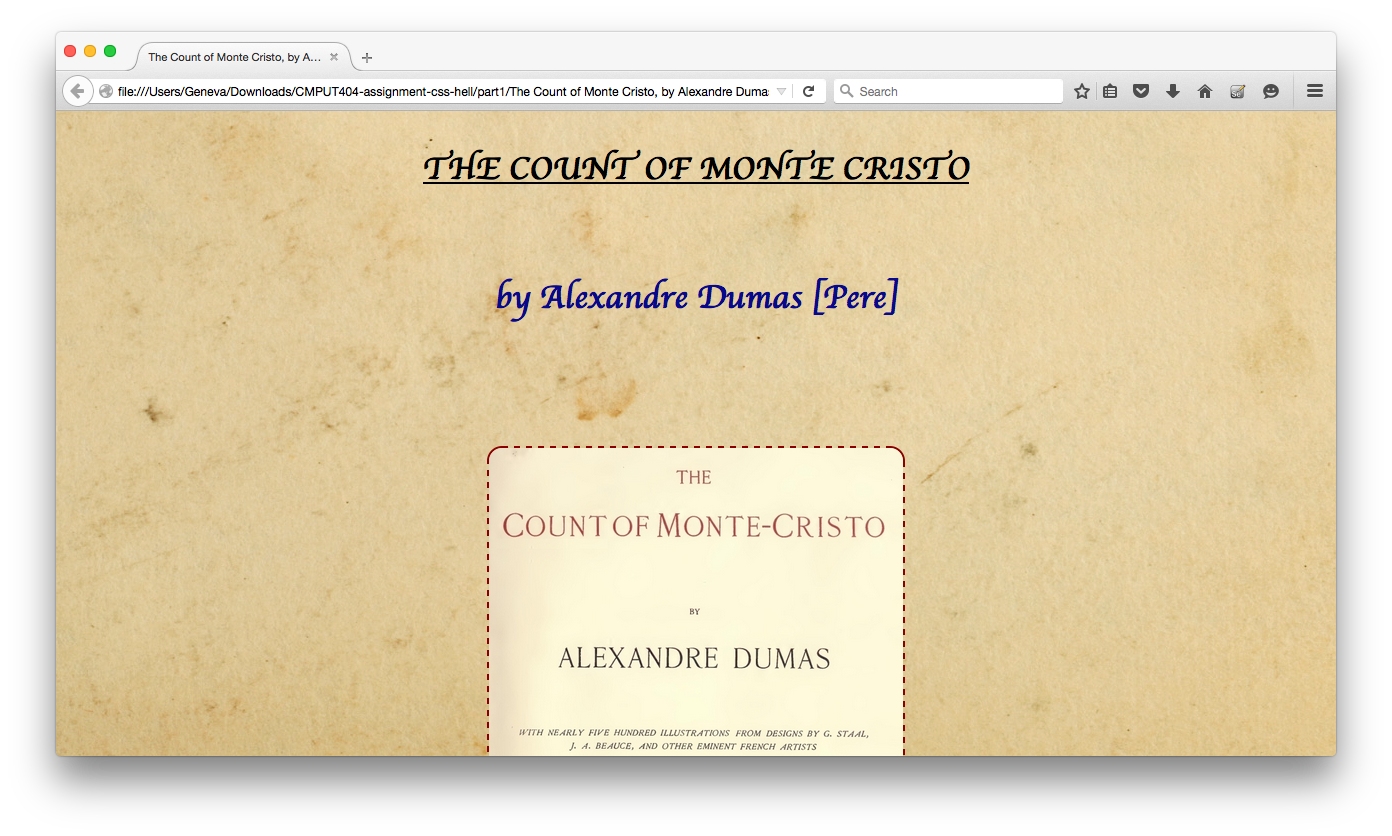 The Count of Monte Cristo, by A...
file:///Users/Geneva/Downloads/CMPUT404-assignment-css-hell/part1/The Count of Monte Cristo, by Alexandre Dumas
Search
THE COUNT OF MONTE CRISTO
by Alexandre Dumas [Pere]
THE
COUNT OF MONTE-CRISTO
BY
ALEXANDRE DUMAS
WITH NEARLY FIVE HUNDRED ILLUSTRATIONS FROM DESIGNS BY G. STAAL,
J. A. BEAUCE, AND OTHER EMINENT FRENCH ARTISTS